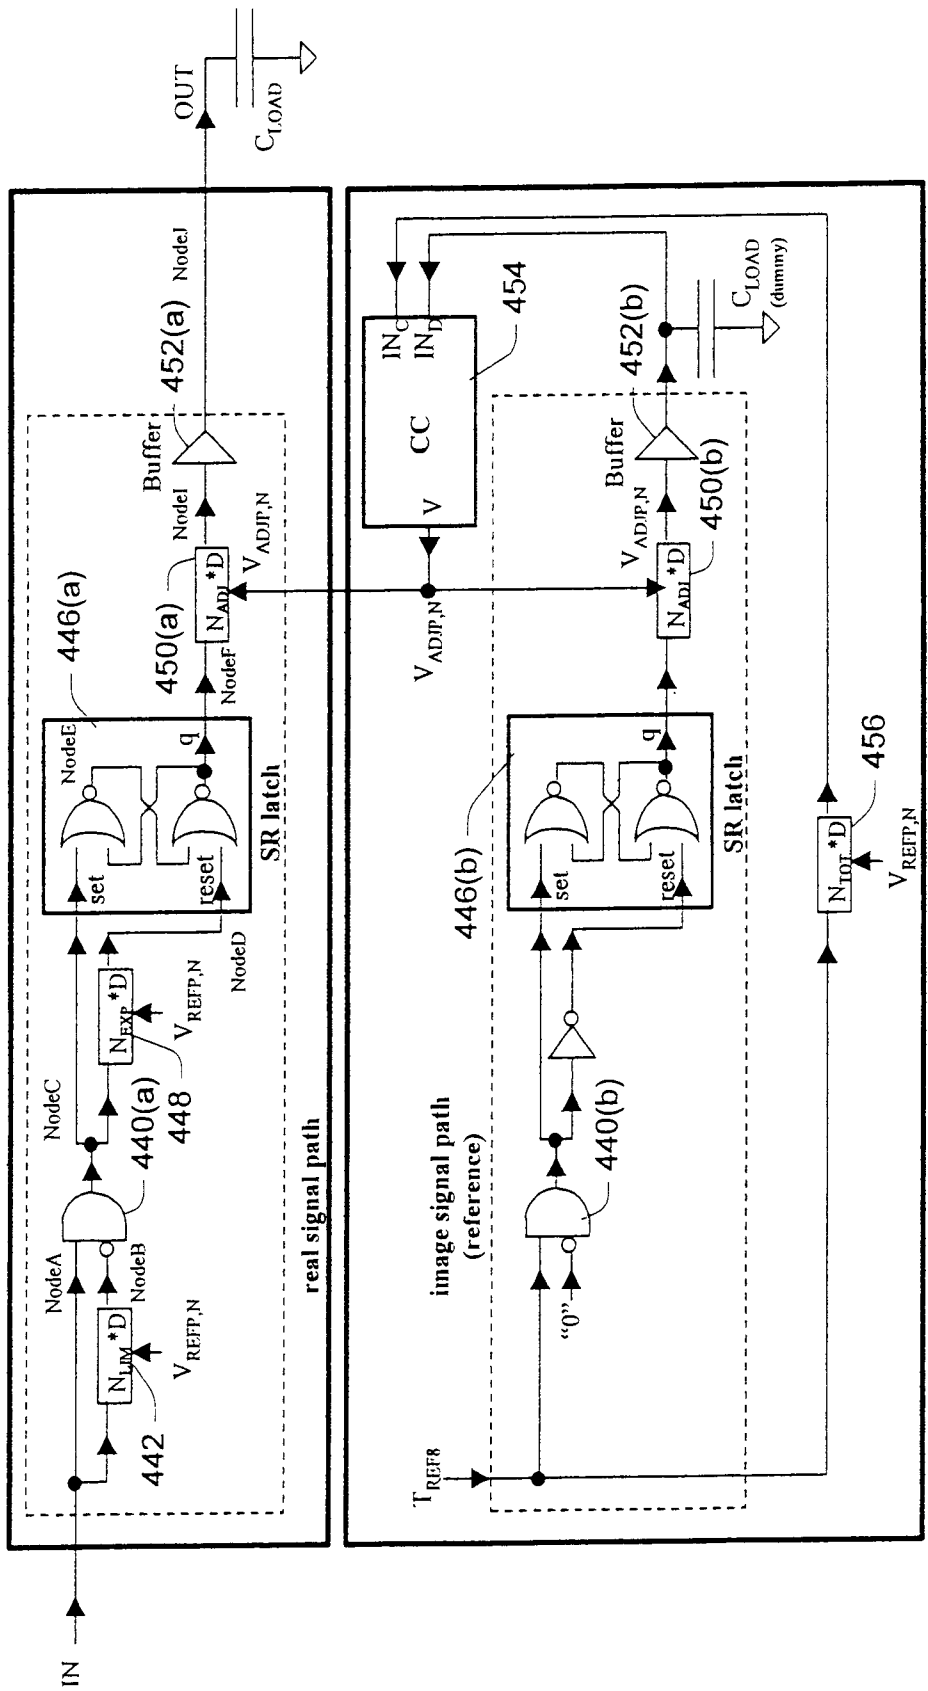 IN
NodeA
N_LIM *D
442
V_REFP,N
NodeB
440(a)
NodeC
N_EXP *D
448
V_REFP,N
NodeD
set
reset
NodeE
q
446(a)
SR latch
NodeF
N_ADJ *D
450(a)
V_ADJP,N
NodeI
Buffer
452(a)
NodeJ
OUT
C_LOAD
real signal path
image signal path
(reference)
T_REF8
"0"
440(b)
set
reset
q
446(b)
SR latch
V_ADJP,N
N_ADJ *D
450(b)
V_ADJP,N
Buffer
452(b)
V
CC
IN_C
IN_D
454
C_LOAD
(dummy)
N_TOT *D
456
V_REFP,N